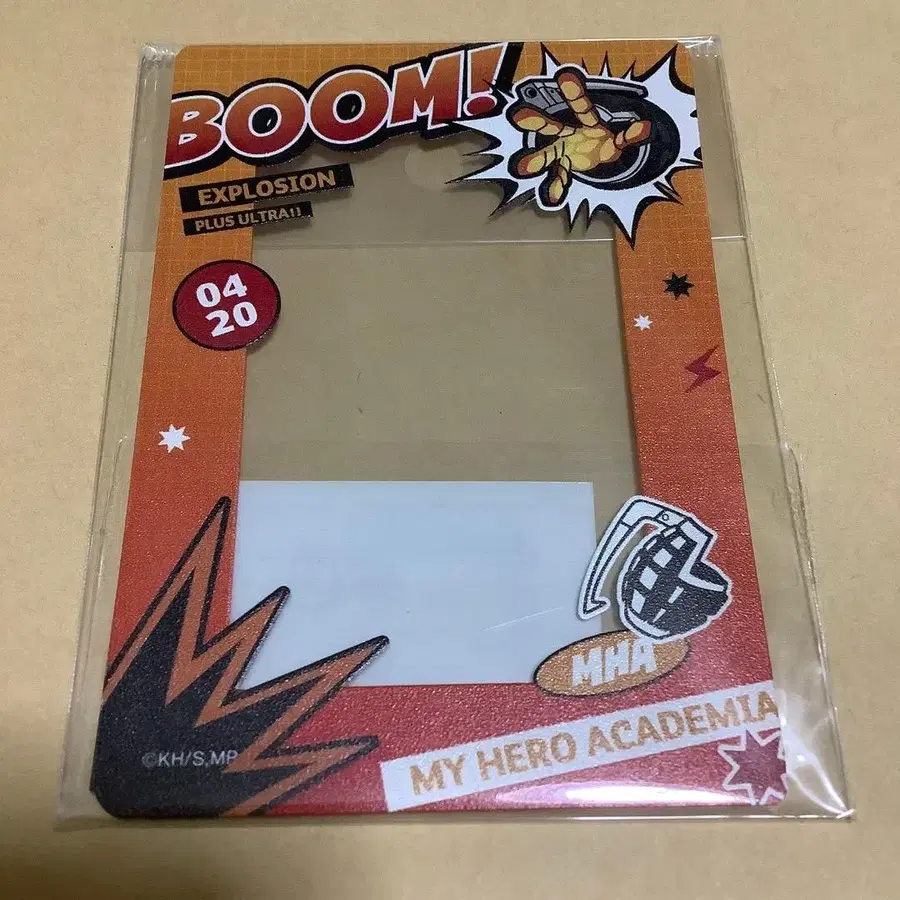 BOOM!
EXPLOSION
PLUS ULTRA!!
04
20
MHA
MY HERO ACADEMIA
©KH/S,MP